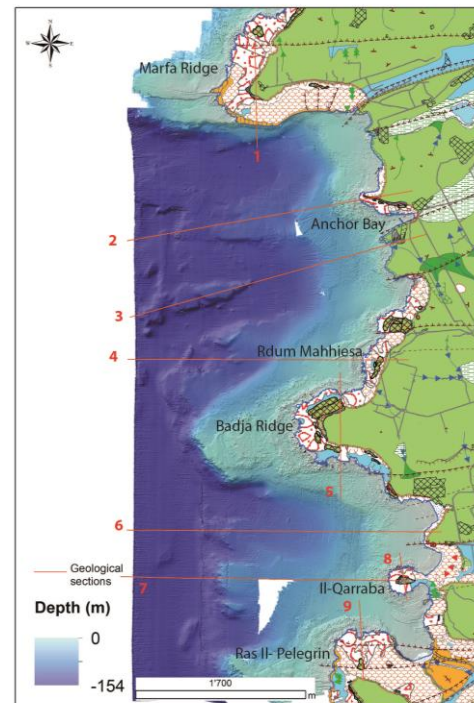 Marfa Ridge
1
2
Anchor Bay
3
4
Rdum Mahhiesa
Badja Ridge
5
6
Geological
sections
7
8
Il-Qarraba
9
Depth (m)
0
-154
Ras Il- Pelegrin
1'700
m